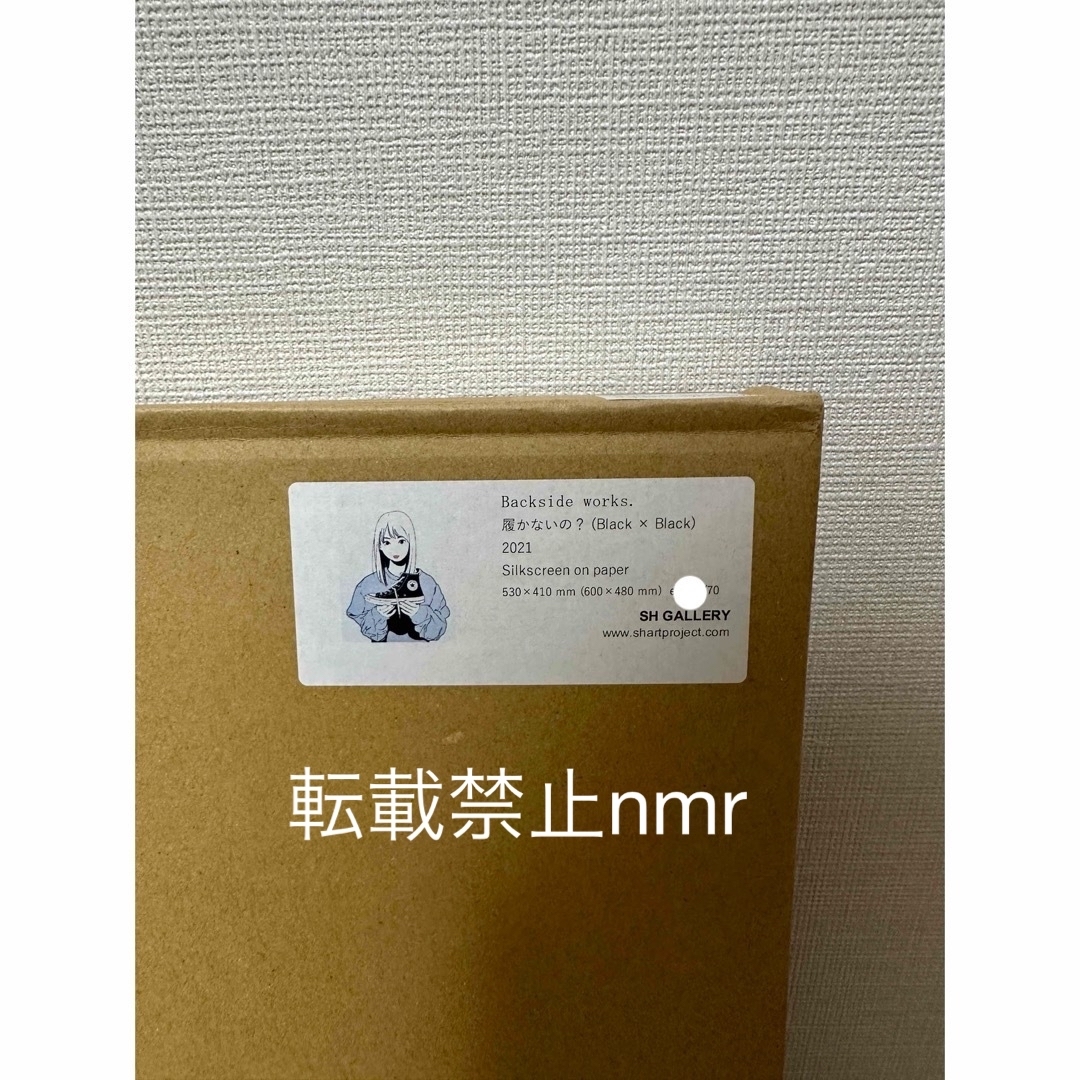 Backside works.
履かないの？(Black × Black)
2021
Silkscreen on paper
530×410 mm (600×480 mm) 70
SH GALLERY
www.shartproject.com
転載禁止nmr